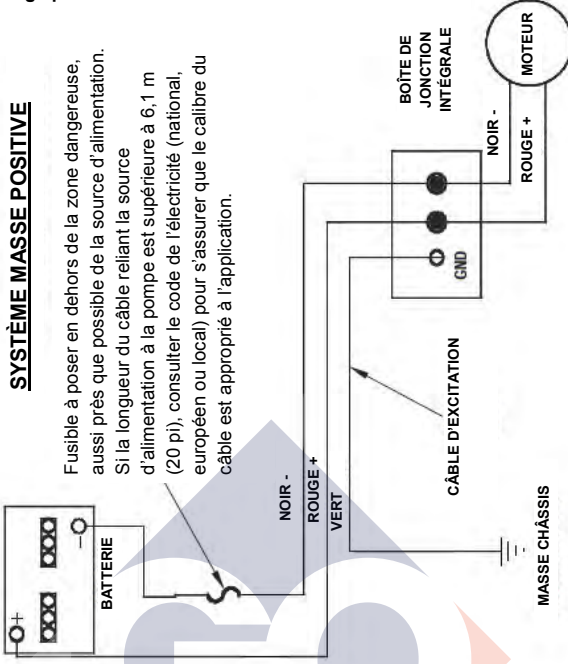 SYSTÈME MASSE POSITIVE
Fusible à poser en dehors de la zone dangereuse,
aussi près que possible de la source d'alimentation.
Si la longueur du câble reliant la source
d'alimentation à la pompe est supérieure à 6,1 m
(20 pi), consulter le code de l'électricité (national,
européen ou local) pour s'assurer que le calibre du
câble est approprié à l'application.
+
-
BATTERIE
NOIR -
ROUGE +
VERT
BOÎTE DE
JONCTION
INTÉGRALE
GND
NOIR -
ROUGE +
MOTEUR
CÂBLE D'EXCITATION
MASSE CHÂSSIS